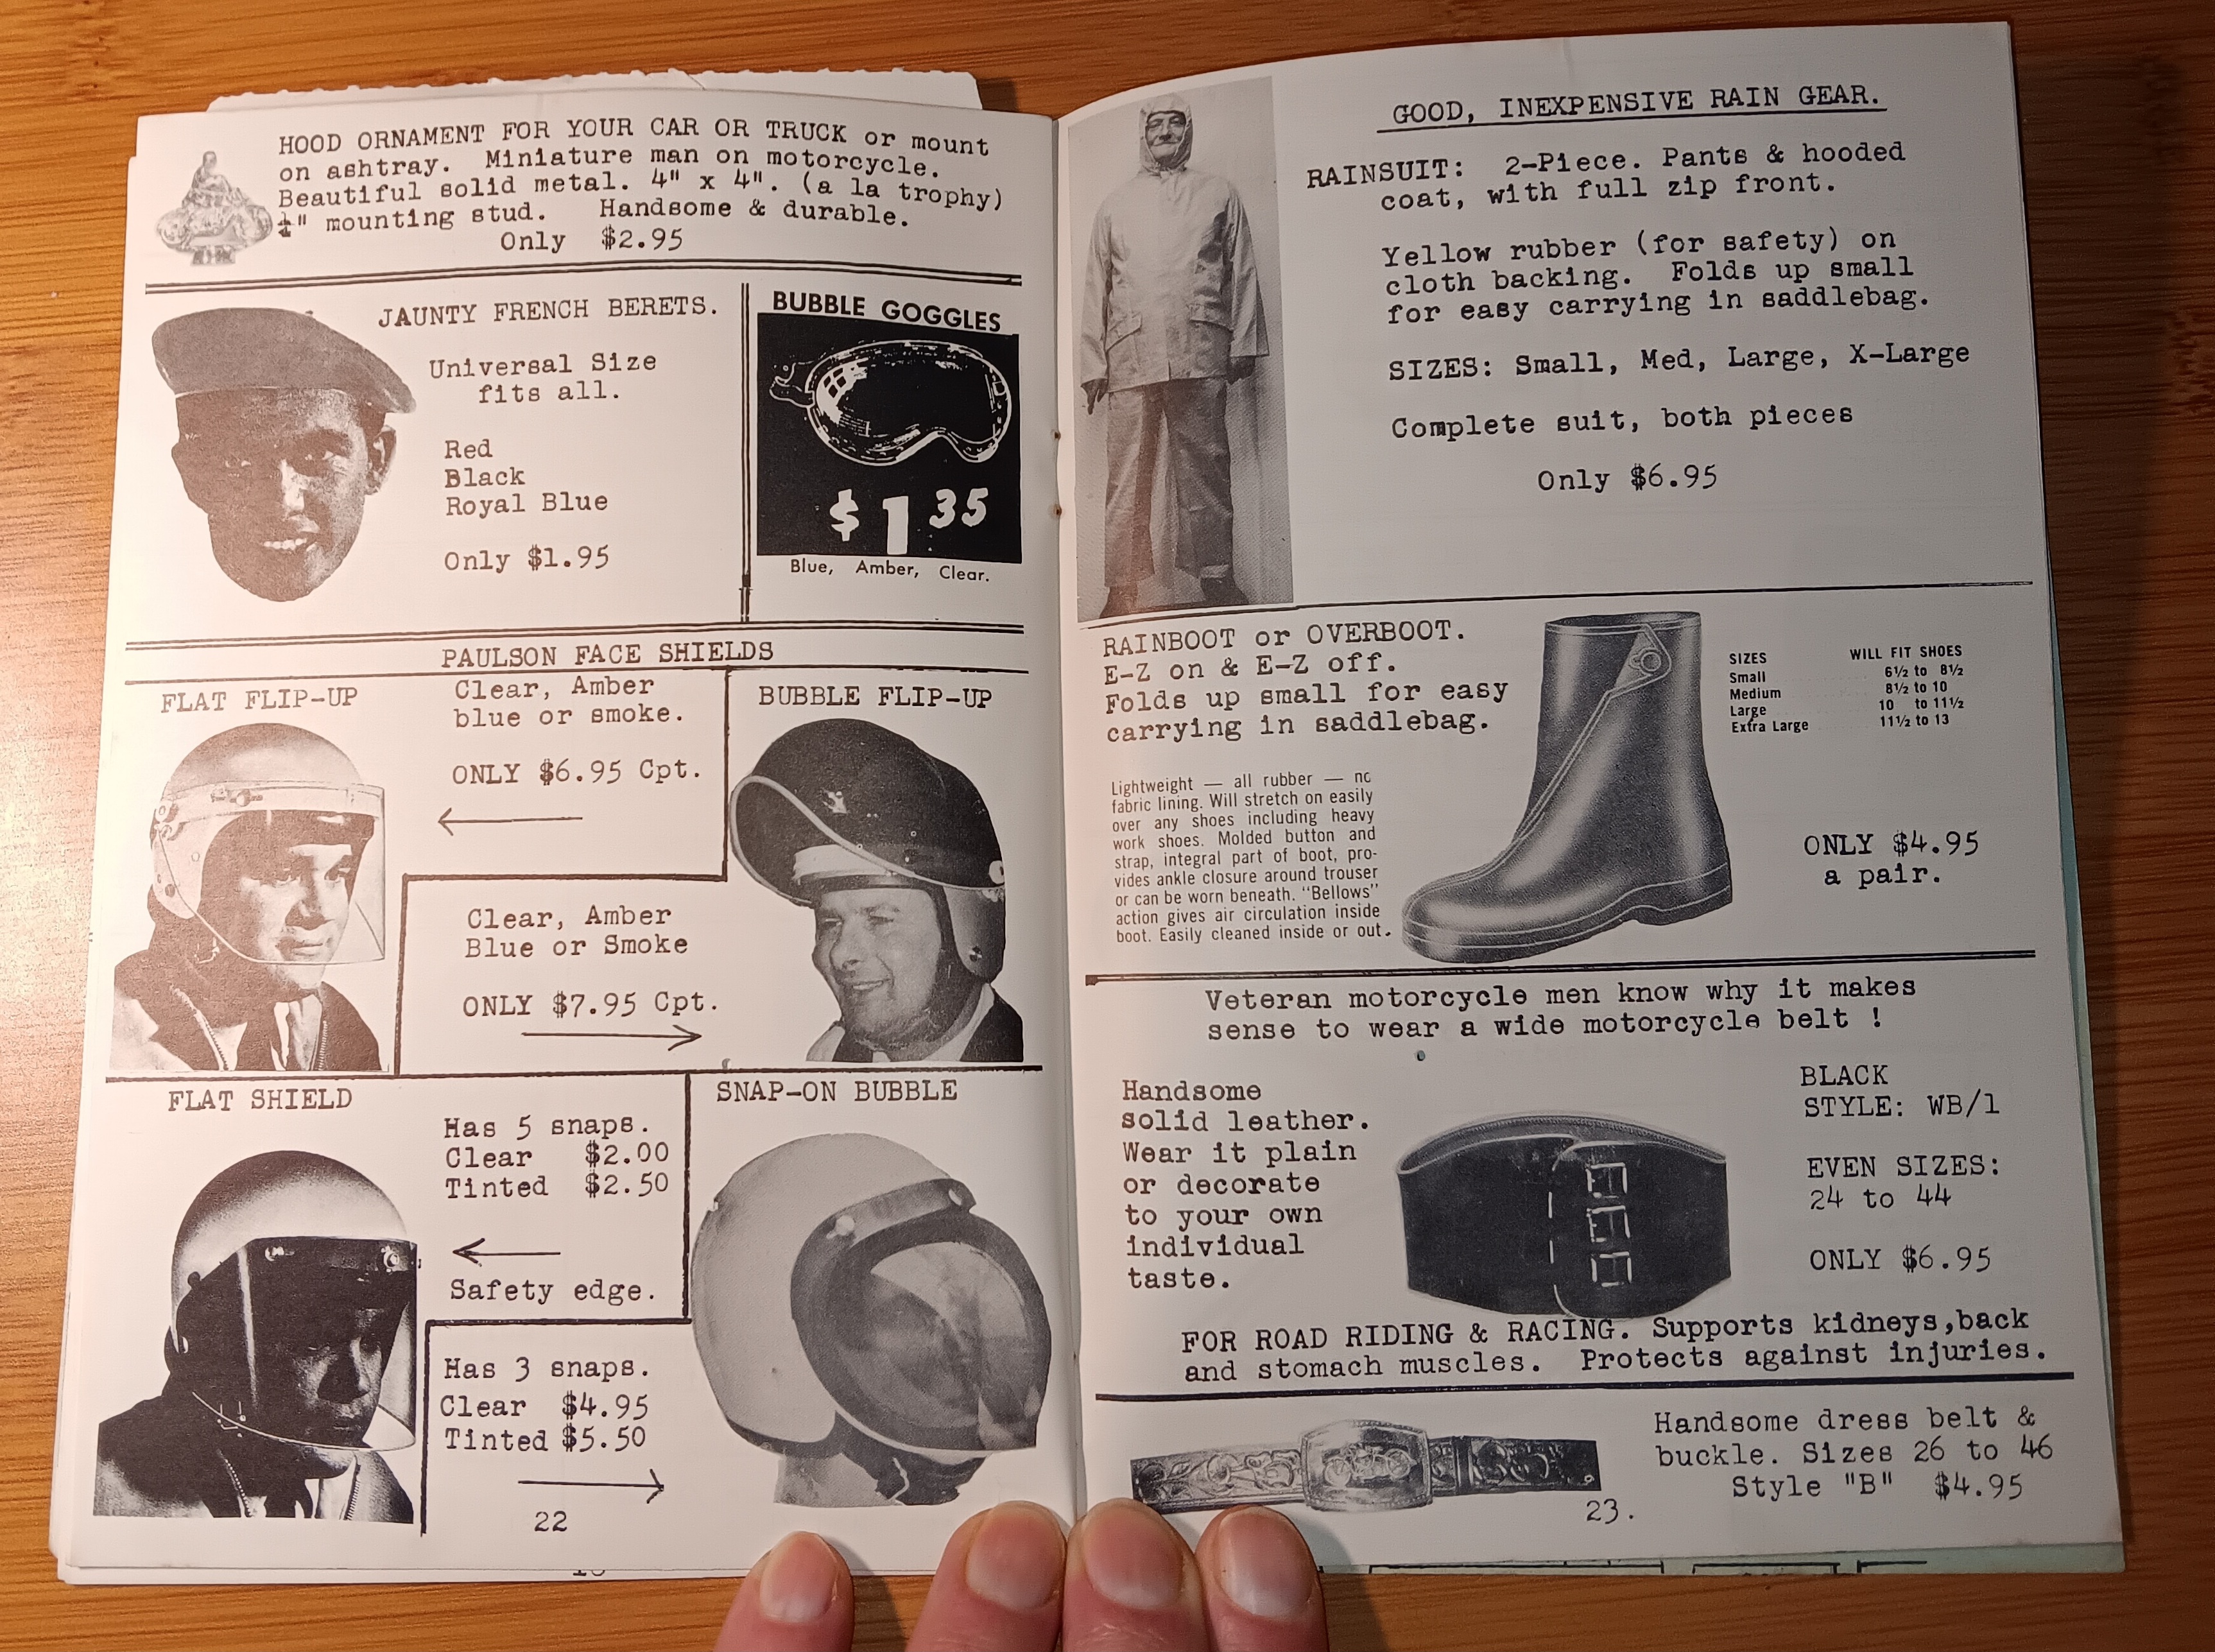 HOOD ORNAMENT FOR YOUR CAR OR TRUCK or mount
on ashtray. Miniature man on motorcycle.
Beautiful solid metal. 4" x 4". (a la trophy)
¼" mounting stud. Handsome & durable.
Only $2.95
JAUNTY FRENCH BERETS.
Universal Size
fits all.
Red
Black
Royal Blue
Only $1.95
BUBBLE GOGGLES
$1 35
Blue, Amber, Clear.
PAULSON FACE SHIELDS
FLAT FLIP-UP
Clear, Amber
blue or smoke.
ONLY $6.95 Cpt.
BUBBLE FLIP-UP
Clear, Amber
Blue or Smoke
ONLY $7.95 Cpt.
FLAT SHIELD
Has 5 snaps.
Clear $2.00
Tinted $2.50
Safety edge.
SNAP-ON BUBBLE
Has 3 snaps.
Clear $4.95
Tinted $5.50
22
GOOD, INEXPENSIVE RAIN GEAR.
RAINSUIT: 2-Piece. Pants & hooded
coat, with full zip front.
Yellow rubber (for safety) on
cloth backing. Folds up small
for easy carrying in saddlebag.
SIZES: Small, Med, Large, X-Large
Complete suit, both pieces
Only $6.95
RAINBOOT or OVERBOOT.
E-Z on & E-Z off.
Folds up small for easy
carrying in saddlebag.
Lightweight — all rubber — no
fabric lining. Will stretch on easily
over any shoes including heavy
work shoes. Molded button and
strap, integral part of boot, pro-
vides ankle closure around trouser
or can be worn beneath. "Bellows"
action gives air circulation inside
boot. Easily cleaned inside or out.
SIZES WILL FIT SHOES
Small 6½ to 8½
Medium 8½ to 10
Large 10 to 11½
Extra Large 11½ to 13
ONLY $4.95
a pair.
Veteran motorcycle men know why it makes
sense to wear a wide motorcycle belt !
Handsome
solid leather.
Wear it plain
or decorate
to your own
individual
taste.
BLACK
STYLE: WB/1
EVEN SIZES:
24 to 44
ONLY $6.95
FOR ROAD RIDING & RACING. Supports kidneys,back
and stomach muscles. Protects against injuries.
Handsome dress belt &
buckle. Sizes 26 to 46
Style "B" $4.95
23.